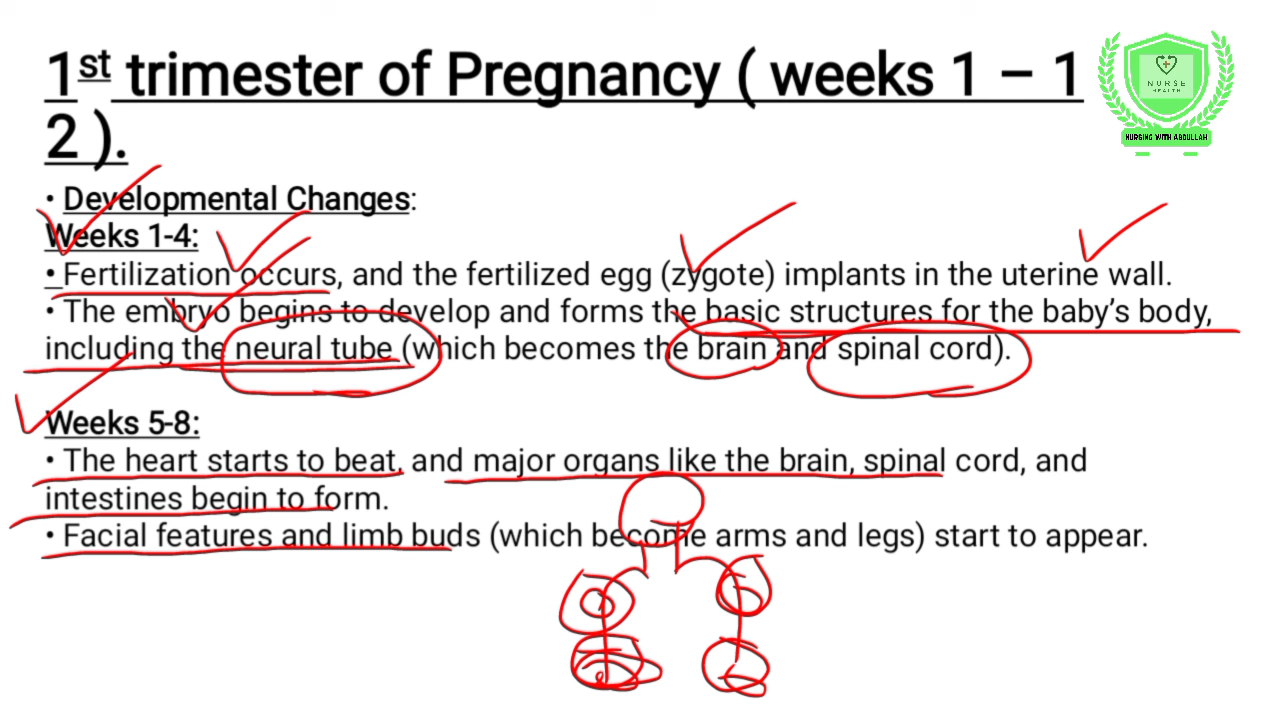 1st trimester of Pregnancy ( weeks 1 – 1
2 ).
NURSE
HEALTH
NURSING WITH ABDULLAH
• Developmental Changes:
Weeks 1-4:
• Fertilization occurs, and the fertilized egg (zygote) implants in the uterine wall.
• The embryo begins to develop and forms the basic structures for the baby's body,
including the neural tube (which becomes the brain and spinal cord).
Weeks 5-8:
• The heart starts to beat, and major organs like the brain, spinal cord, and
intestines begin to form.
• Facial features and limb buds (which become arms and legs) start to appear.